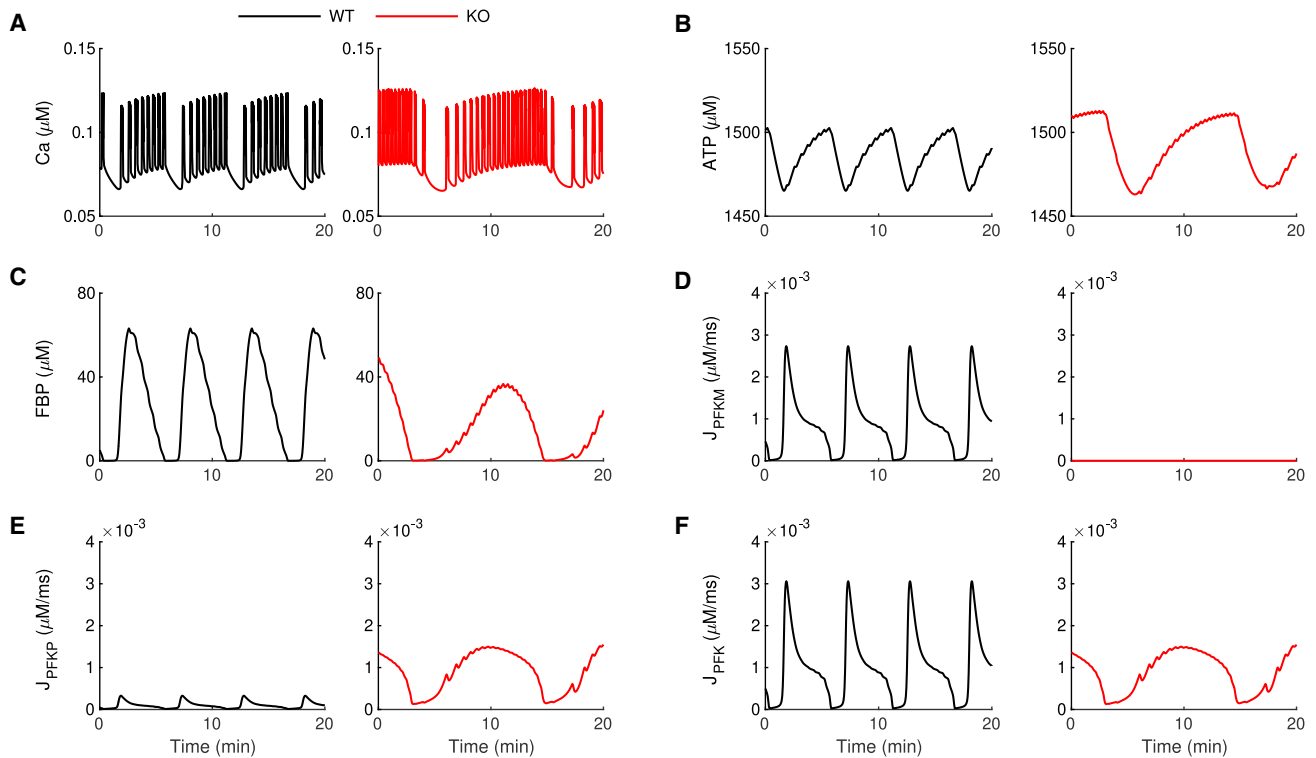 WT KO
A
0.15
0.1
0.05
Ca (μM)
0 10 20
0.15
0.1
0.05
0 10 20
B
1550
1500
1450
ATP (μM)
0 10 20
1550
1500
1450
0 10 20
C
80
40
0
FBP (μM)
0 10 20
80
40
0
0 10 20
D
×10⁻³
4
3
2
1
0
J_PFKM (μM/ms)
0 10 20
×10⁻³
4
3
2
1
0
0 10 20
E
×10⁻³
4
3
2
1
0
J_PFKP (μM/ms)
0 10 20
Time (min)
×10⁻³
4
3
2
1
0
0 10 20
Time (min)
F
×10⁻³
4
3
2
1
0
J_PFK (μM/ms)
0 10 20
Time (min)
×10⁻³
4
3
2
1
0
0 10 20
Time (min)